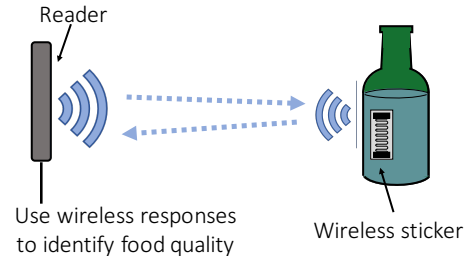 Reader
Use wireless responses
to identify food quality
Wireless sticker